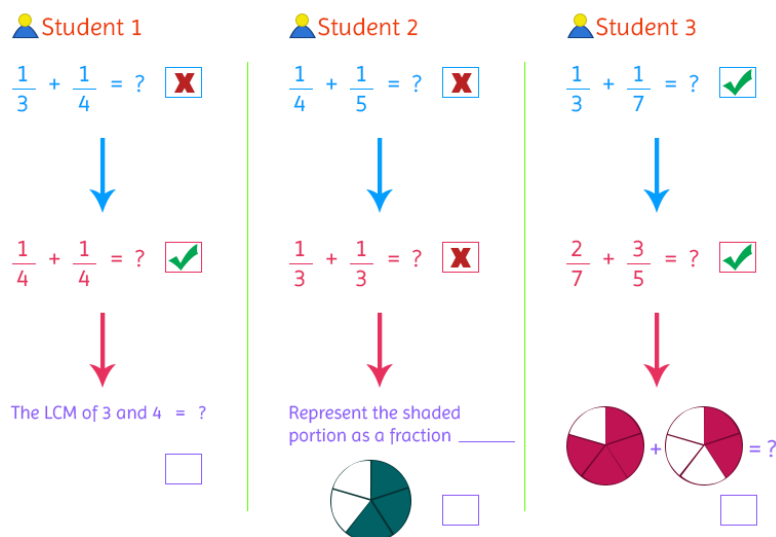 Student 1
1/3 + 1/4 = ?
1/4 + 1/4 = ?
The LCM of 3 and 4 = ?
Student 2
1/4 + 1/5 = ?
1/3 + 1/3 = ?
Represent the shaded
portion as a fraction ______
Student 3
1/3 + 1/7 = ?
2/7 + 3/5 = ?
+ = ?